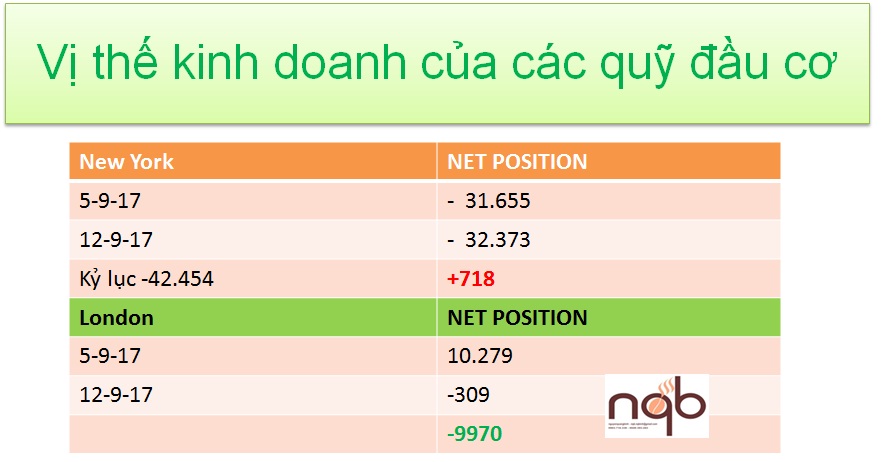 Vị thế kinh doanh của các quỹ đầu cơ
New York NET POSITION
5-9-17 - 31.655
12-9-17 - 32.373
Kỷ lục -42.454 +718
London NET POSITION
5-9-17 10.279
12-9-17 -309
-9970
nqb